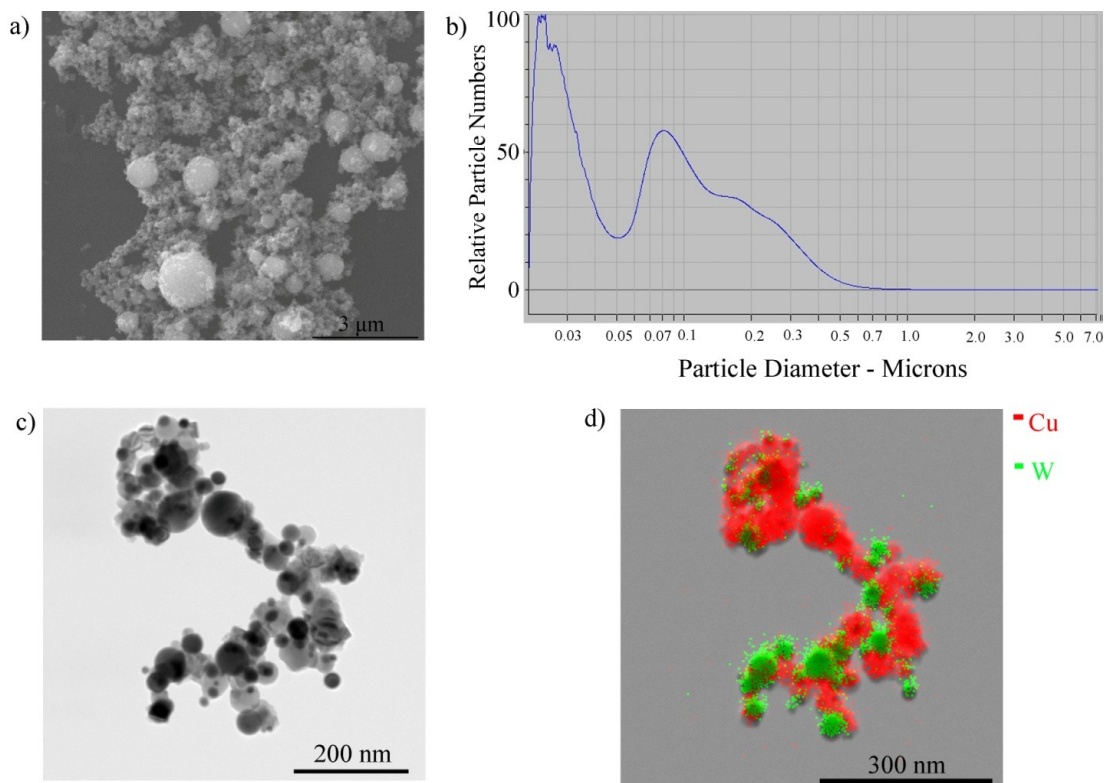 a)
3 μm
b)
Relative Particle Numbers
100
50
0
0.03 0.05 0.07 0.1 0.2 0.3 0.5 0.7 1.0 2.0 3.0 5.0 7.0
Particle Diameter - Microns
c)
200 nm
d)
Cu
W
300 nm